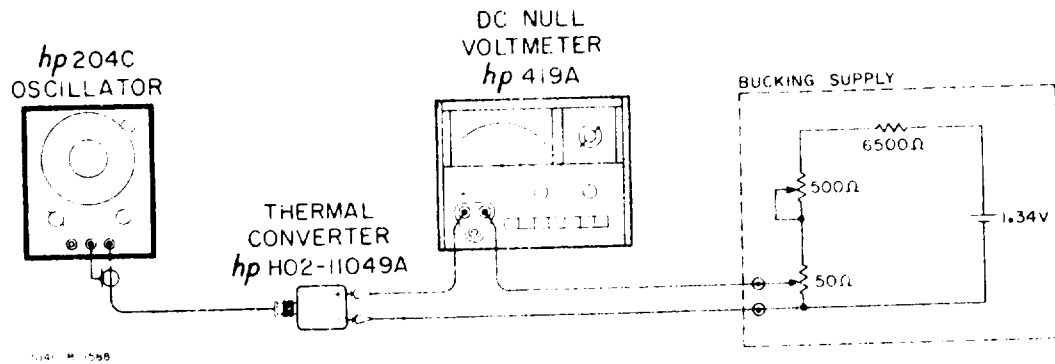 hp 204C
OSCILLATOR
DC NULL
VOLTMETER
hp 419A
THERMAL
CONVERTER
hp H02-11049A
BUCKING SUPPLY
6500Ω
500Ω
1.34V
50Ω